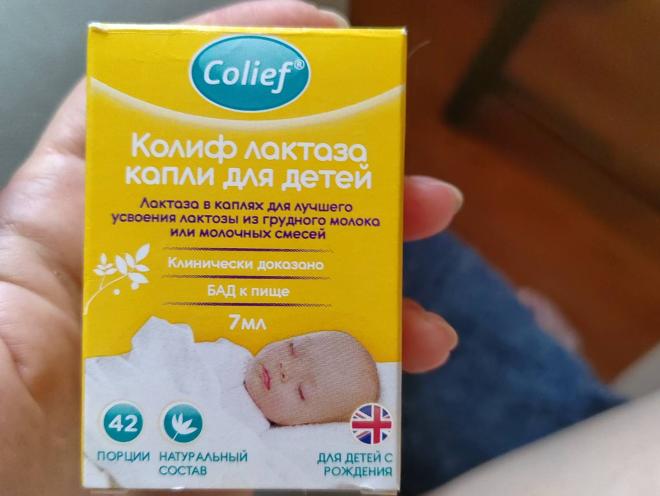 Colief®
Колиф лактаза
капли для детей
Лактаза в каплях для лучшего
усвоения лактозы из грудного молока
или молочных смесей
Клинически доказано
БАД к пище
7мл
42
ПОРЦИИ
НАТУРАЛЬНЫЙ
СОСТАВ
ДЛЯ ДЕТЕЙ С
РОЖДЕНИЯ